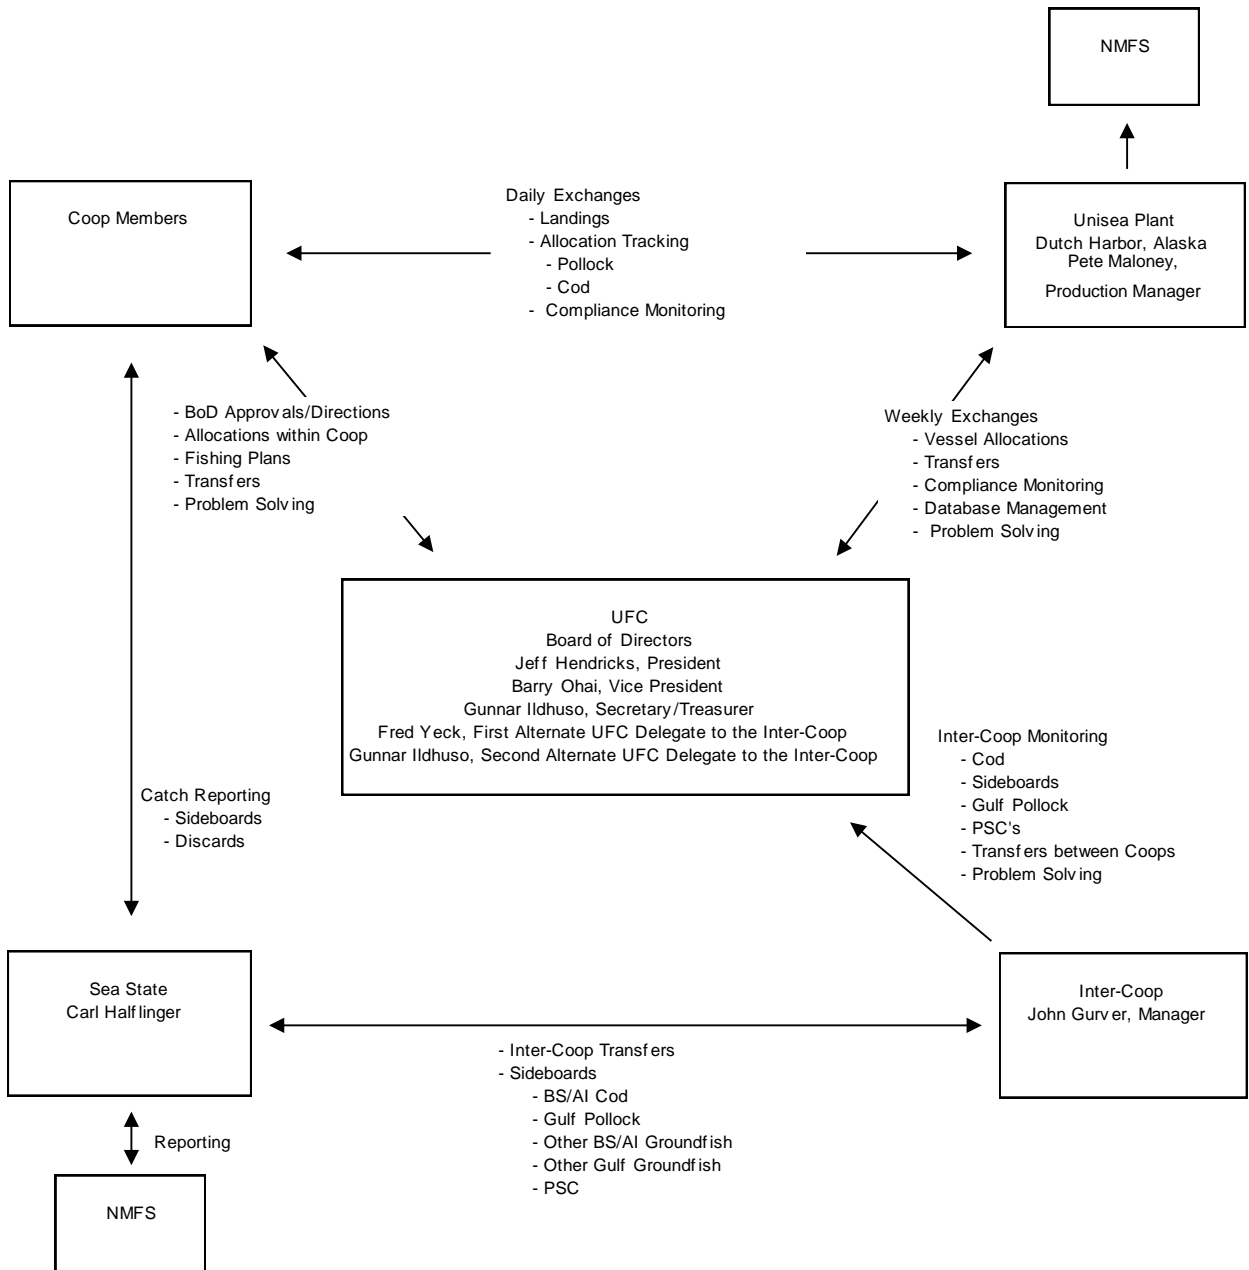 NMFS
Coop Members
Daily Exchanges
- Landings
- Allocation Tracking
- Pollock
- Cod
- Compliance Monitoring
Unisea Plant
Dutch Harbor, Alaska
Pete Maloney,
Production Manager
- BoD Approvals/Directions
- Allocations within Coop
- Fishing Plans
- Transfers
- Problem Solving
Weekly Exchanges
- Vessel Allocations
- Transfers
- Compliance Monitoring
- Database Management
- Problem Solving
UFC
Board of Directors
Jeff Hendricks, President
Barry Ohai, Vice President
Gunnar Ildhuso, Secretary/Treasurer
Fred Yeck, First Alternate UFC Delegate to the Inter-Coop
Gunnar Ildhuso, Second Alternate UFC Delegate to the Inter-Coop
Inter-Coop Monitoring
- Cod
- Sideboards
- Gulf Pollock
- PSC's
- Transfers between Coops
- Problem Solving
Catch Reporting
- Sideboards
- Discards
Sea State
Carl Halflinger
Inter-Coop
John Gurver, Manager
- Inter-Coop Transfers
- Sideboards
- BS/AI Cod
- Gulf Pollock
- Other BS/AI Groundfish
- Other Gulf Groundfish
- PSC
Reporting
NMFS